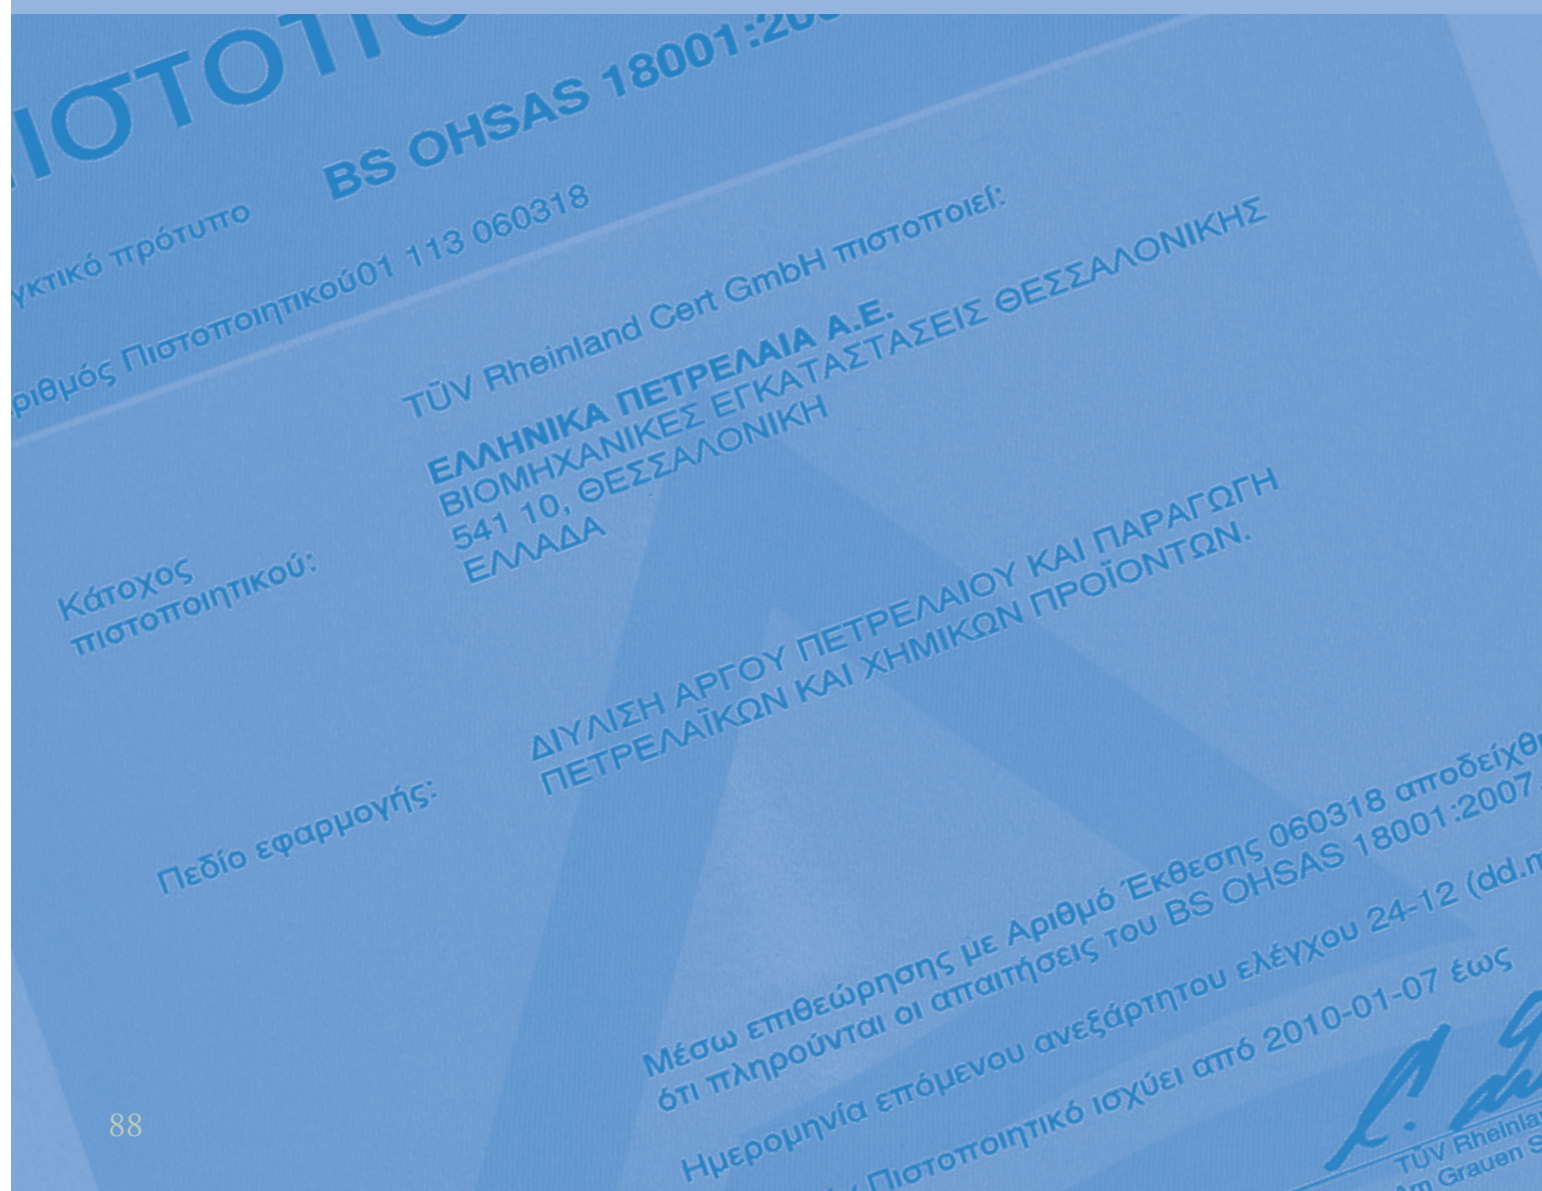 ΙΣΤΟΠΟ
BS OHSAS 18001:200
γκτικό πρότυπο
ριθμός Πιστοποιητικού01 113 060318
TÜV Rheinland Cert GmbH πιστοποιεί:
Κάτοχος
πιστοποιητικού:
ΕΛΛΗΝΙΚΑ ΠΕΤΡΕΛΑΙΑ Α.Ε.
ΒΙΟΜΗΧΑΝΙΚΕΣ ΕΓΚΑΤΑΣΤΑΣΕΙΣ ΘΕΣΣΑΛΟΝΙΚΗΣ
541 10, ΘΕΣΣΑΛΟΝΙΚΗ
ΕΛΛΑΔΑ
Πεδίο εφαρμογής:
ΔΙΥΛΙΣΗ ΑΡΓΟΥ ΠΕΤΡΕΛΑΙΟΥ ΚΑΙ ΠΑΡΑΓΩΓΗ
ΠΕΤΡΕΛΑΪΚΩΝ ΚΑΙ ΧΗΜΙΚΩΝ ΠΡΟΪΟΝΤΩΝ.
Μέσω επιθεώρησης με Αριθμό Έκθεσης 060318 αποδείχθη
ότι πληρούνται οι απαιτήσεις του BS OHSAS 18001:2007.
Ημερομηνία επόμενου ανεξάρτητου ελέγχου 24-12 (dd.m
Πιστοποιητικό ισχύει από 2010-01-07 έως
TÜV Rheinla
Am Grauen S
88